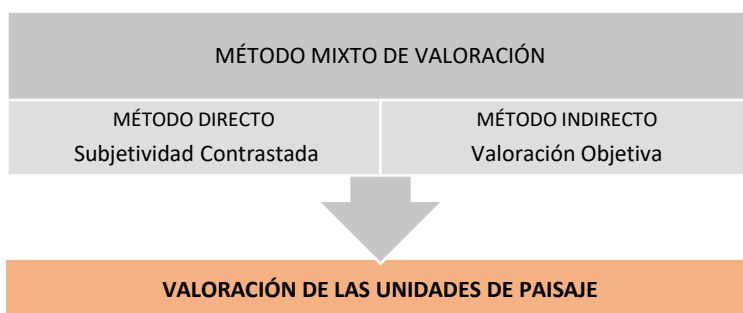 MÉTODO MIXTO DE VALORACIÓN
MÉTODO DIRECTO
Subjetividad Contrastada
MÉTODO INDIRECTO
Valoración Objetiva
VALORACIÓN DE LAS UNIDADES DE PAISAJE